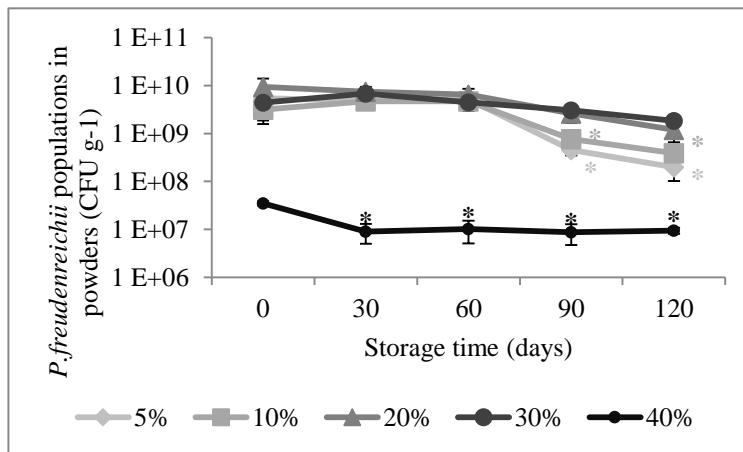 P.freudenreichii populations in
powders (CFU g-1)
1 E+11
1 E+10
1 E+09
1 E+08
1 E+07
1 E+06
* * * *
* *
* *
0 30 60 90 120
Storage time (days)
5% 10% 20% 30% 40%